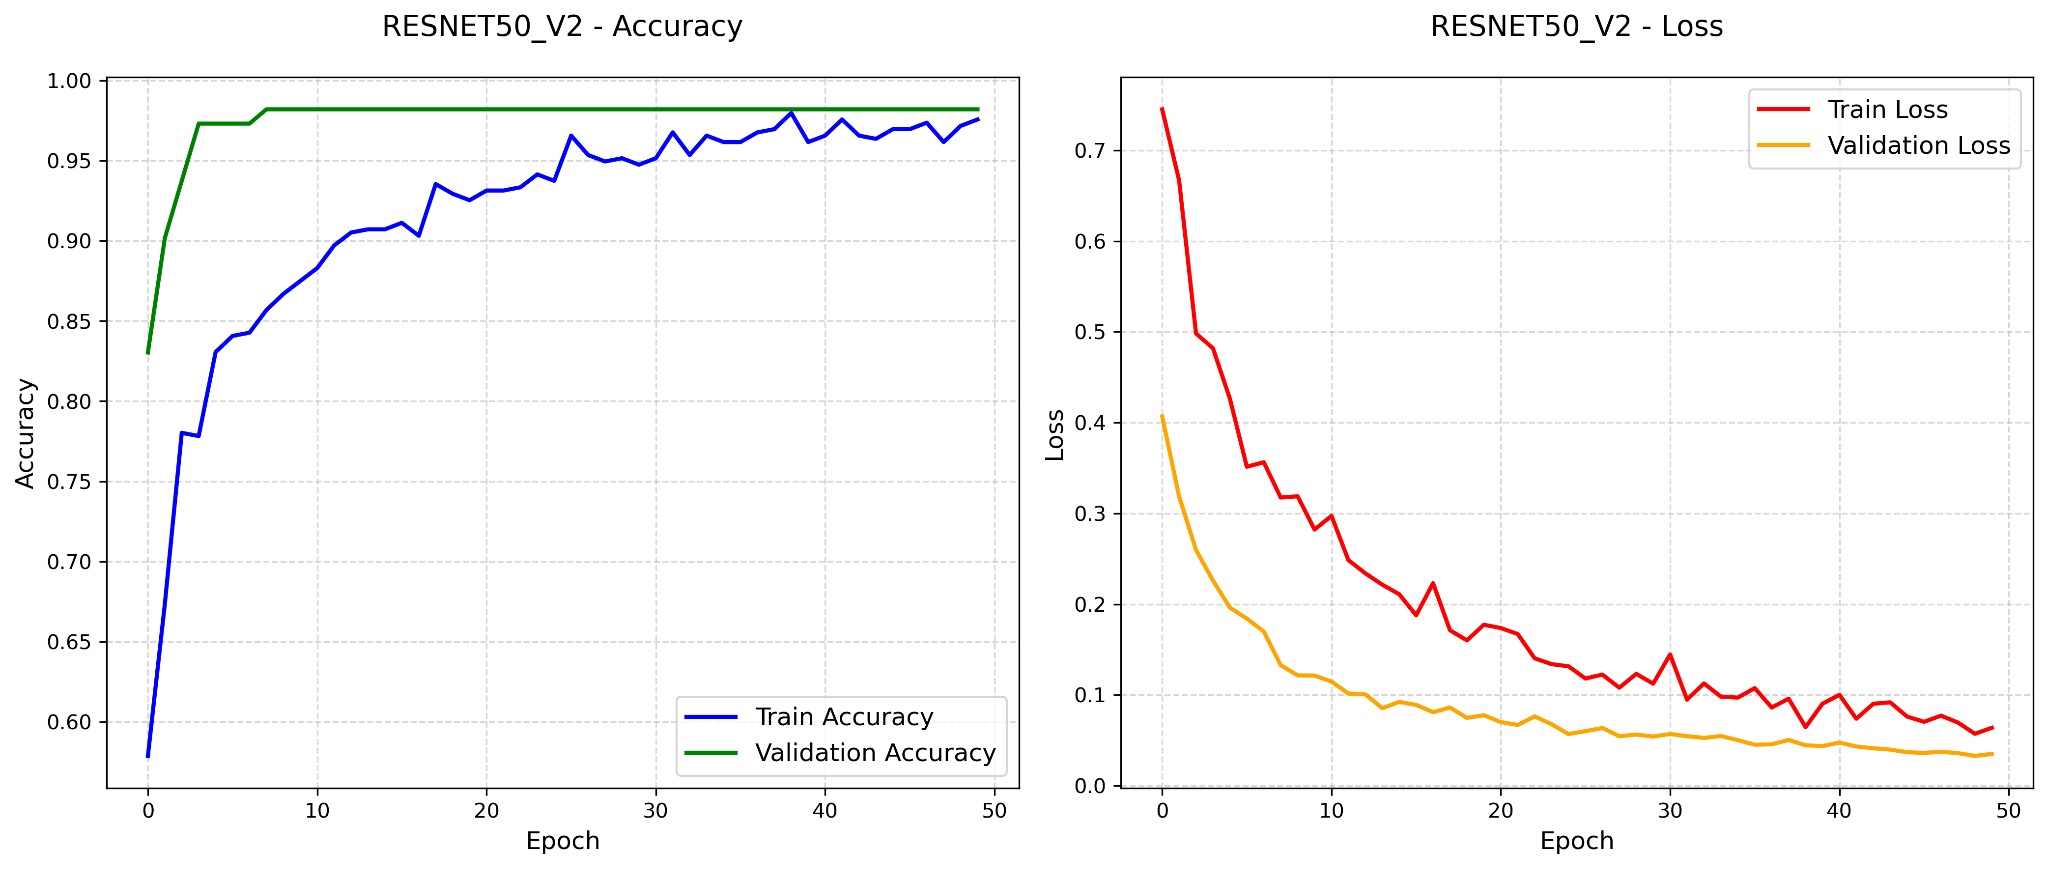 RESNET50_V2 - Accuracy
1.00
0.95
0.90
0.85
0.80
0.75
0.70
0.65
0.60
Accuracy
0
10
20
30
40
50
Epoch
Train Accuracy
Validation Accuracy
RESNET50_V2 - Loss
0.7
0.6
0.5
0.4
0.3
0.2
0.1
0.0
Loss
0
10
20
30
40
50
Epoch
Train Loss
Validation Loss